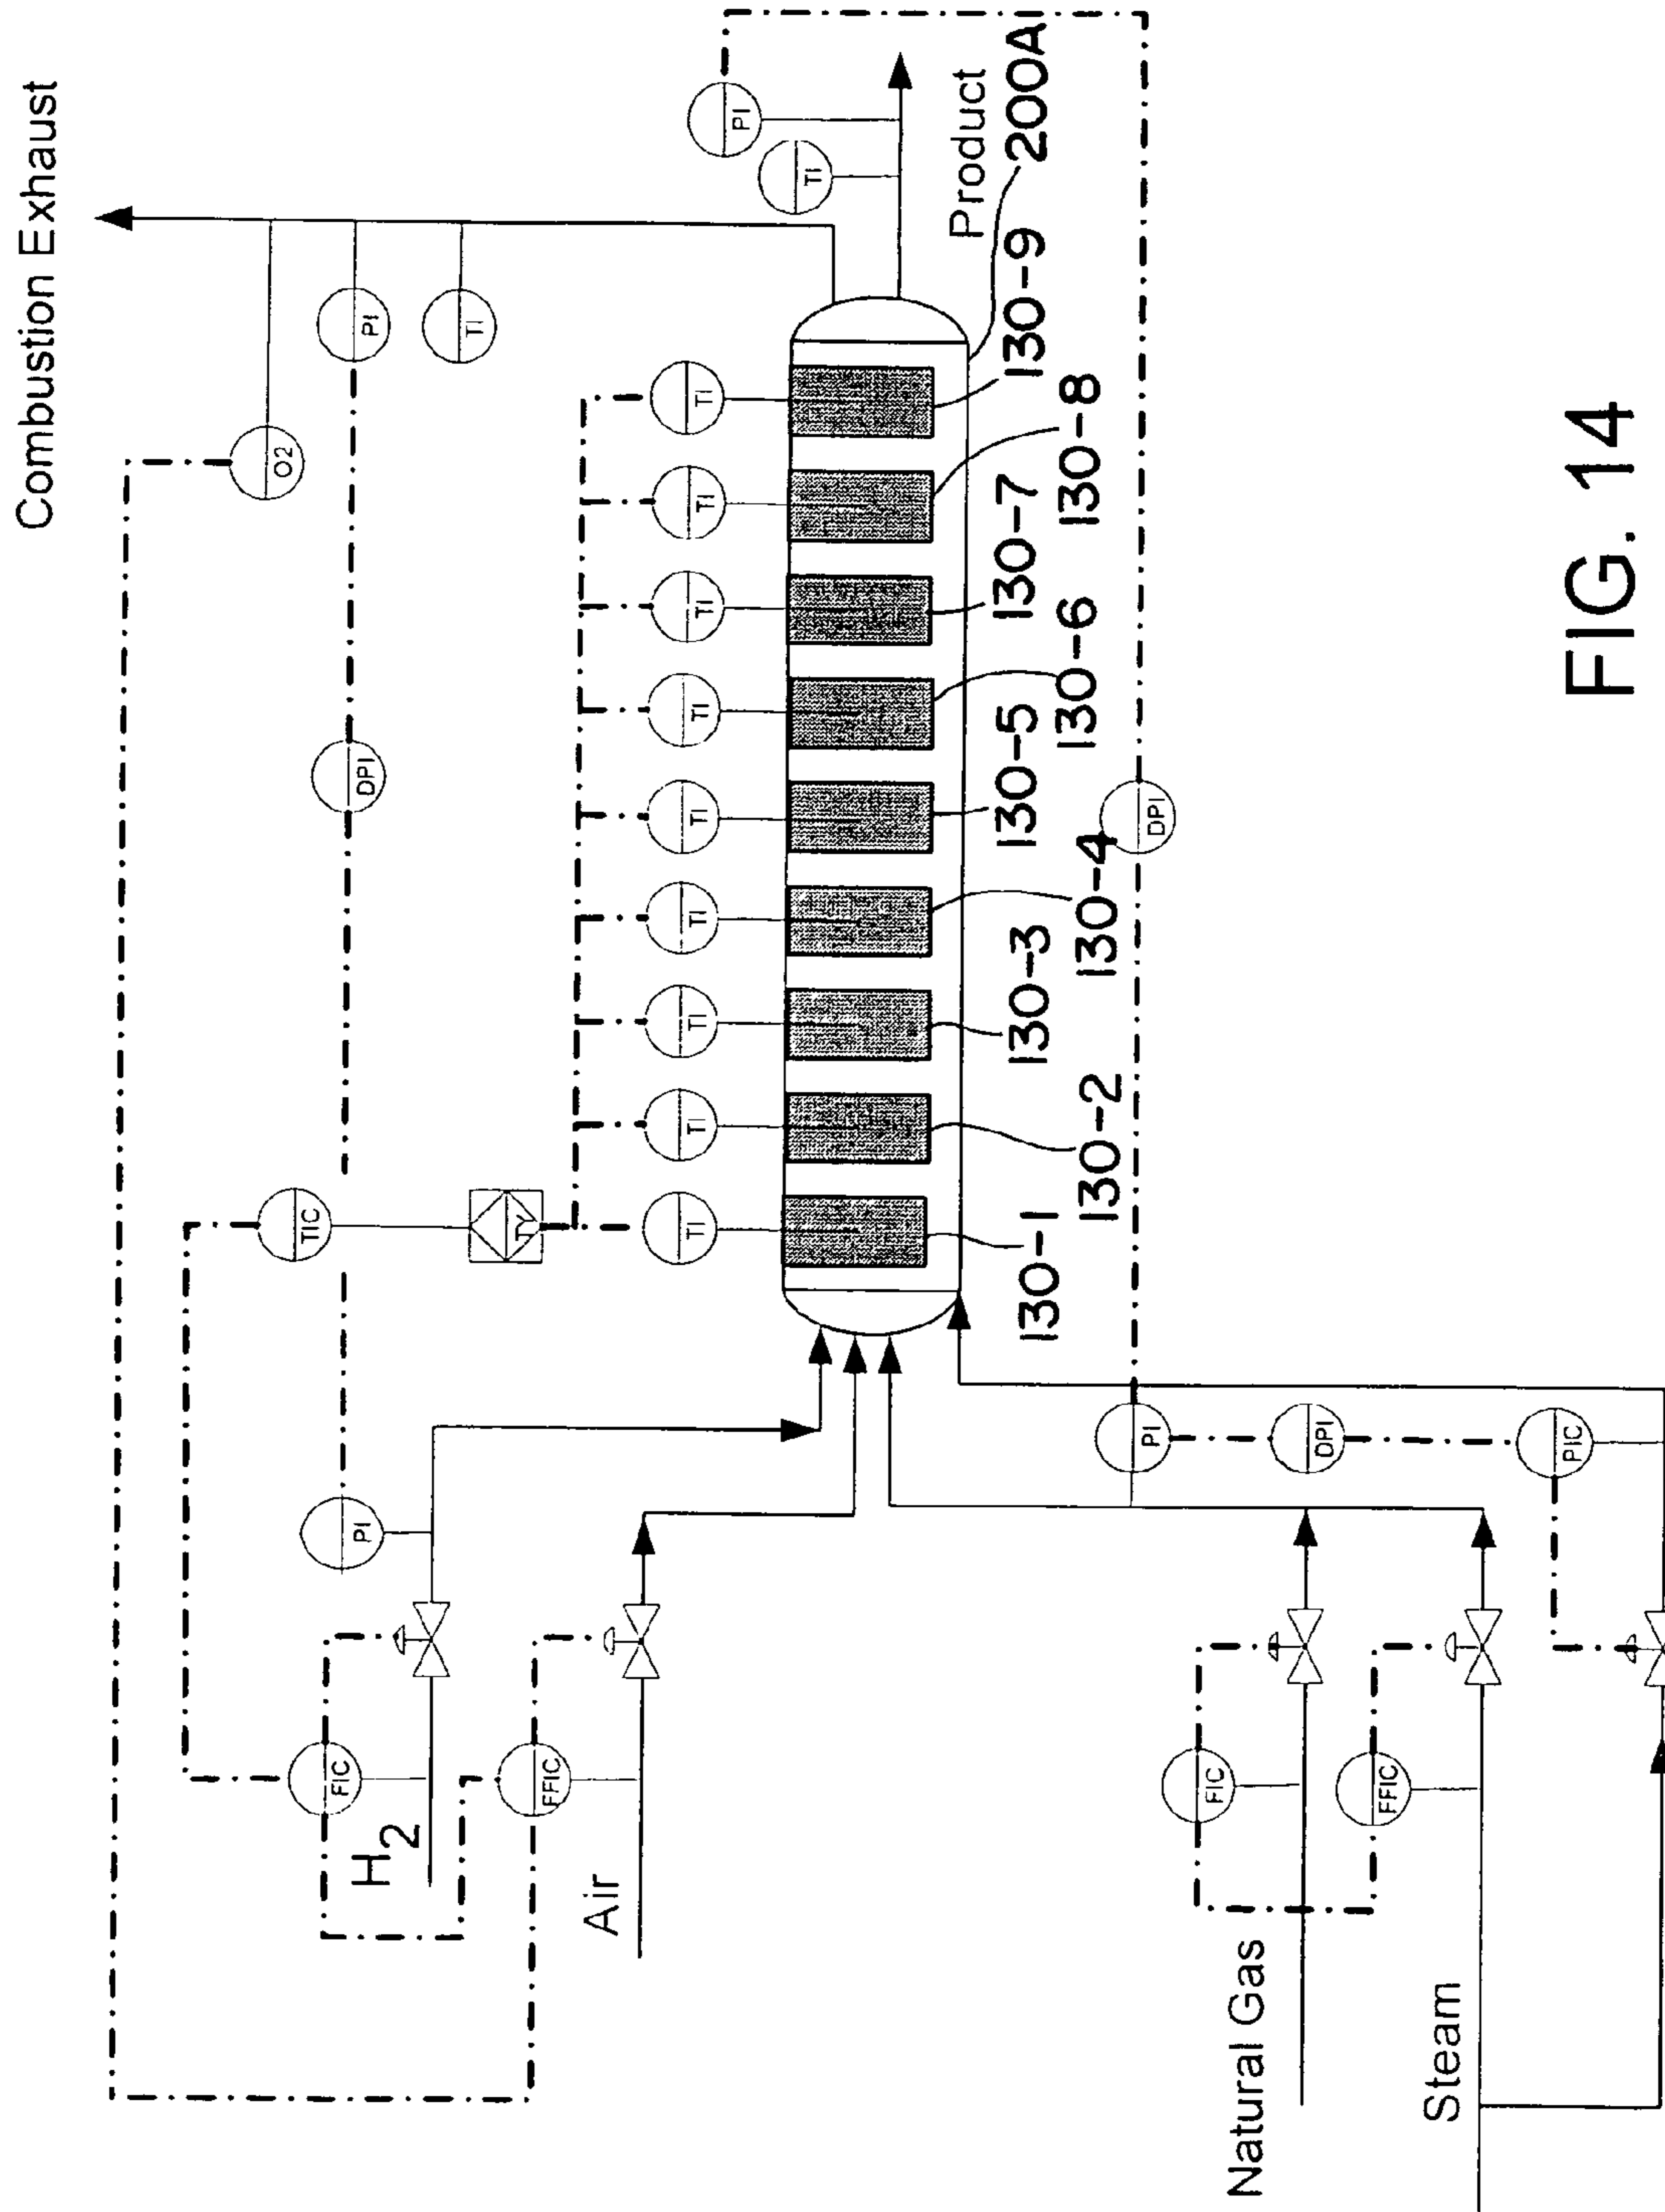 Combustion Exhaust
O2
PI
TI
DPI
TIC
TY
PI
FIC
H2
FFIC
Air
TI
TI
TI
TI
TI
TI
TI
TI
TI
PI
TI
Product
200A
130-1
130-2
130-3
130-4
130-5
130-6
130-7
130-8
130-9
DPI
PI
DPI
PIC
FIC
Natural Gas
FFIC
Steam
FIG. 14